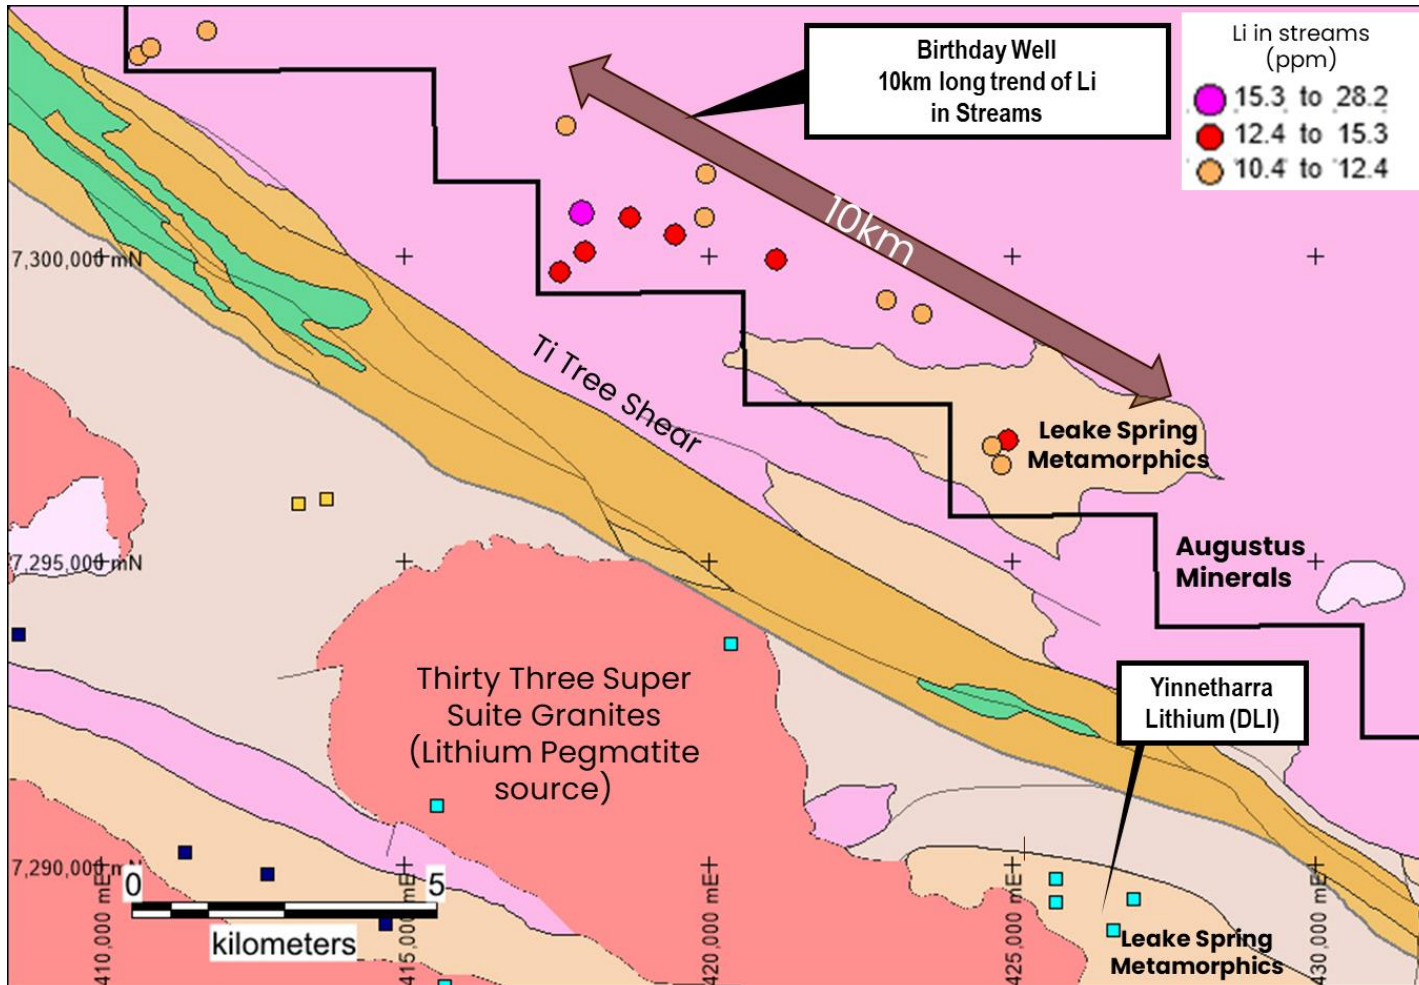 Birthday Well
10km long trend of Li
in Streams
Li in streams
(ppm)
15.3 to 28.2
12.4 to 15.3
10.4 to 12.4
10km
7,300,000 mN
Ti Tree Shear
Leake Spring
Metamorphics
7,295,000 mN
Augustus
Minerals
Thirty Three Super
Suite Granites
(Lithium Pegmatite
source)
Yinnetharra
Lithium (DLI)
7,290,000 mN
0 5
kilometers
410,000 mE
415,000 mE
420,000 mE
425,000 mE
430,000 mE
Leake Spring
Metamorphics